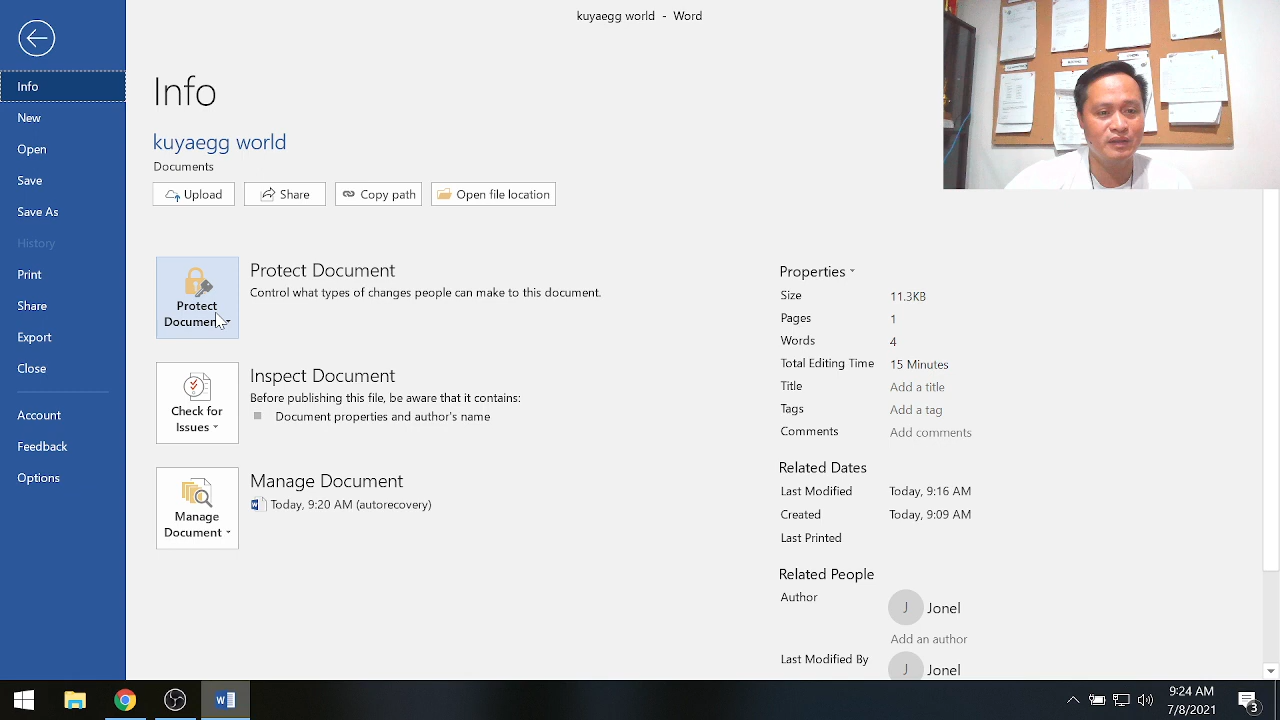 kuyaegg world - Word
Info
New
Open
Save
Save As
History
Print
Share
Export
Close
Account
Feedback
Options
Info
kuyaegg world
Documents
Upload
Share
Copy path
Open file location
Protect
Document
Protect Document
Control what types of changes people can make to this document.
Check for
Issues
Inspect Document
Before publishing this file, be aware that it contains:
Document properties and author's name
Manage
Document
Manage Document
Today, 9:20 AM (autorecovery)
Properties
Size 11.3KB
Pages 1
Words 4
Total Editing Time 15 Minutes
Title Add a title
Tags Add a tag
Comments Add comments
Related Dates
Last Modified Today, 9:16 AM
Created Today, 9:09 AM
Last Printed
Related People
Author J Jonel
Add an author
Last Modified By J Jonel
9:24 AM
7/8/2021
3